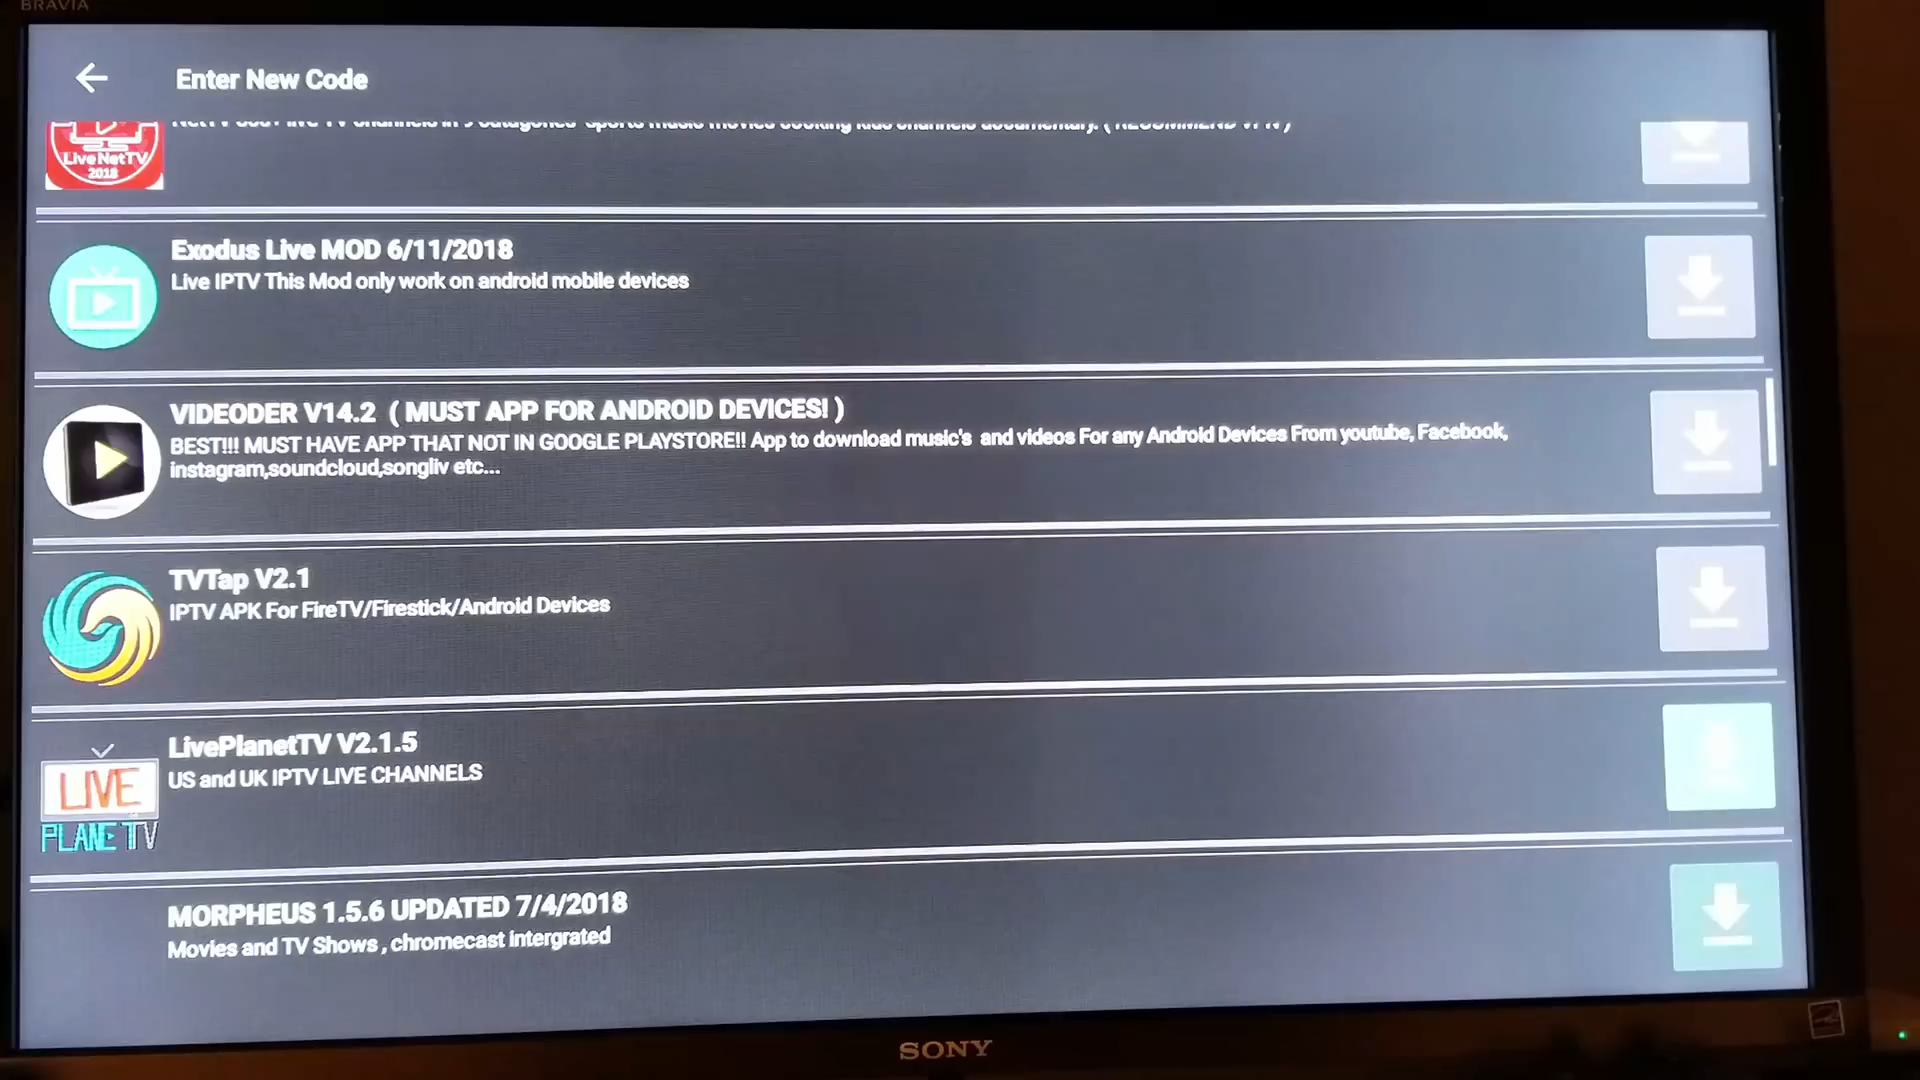 BRAVIA
Enter New Code
LiveNetTV
2018
Exodus Live MOD 6/11/2018
Live IPTV This Mod only work on android mobile devices
VIDEODER V14.2 ( MUST APP FOR ANDROID DEVICES! )
BEST!!! MUST HAVE APP THAT NOT IN GOOGLE PLAYSTORE!! App to download music's and videos For any Android Devices From youtube, Facebook,
instagram,soundcloud,songliv etc...
TVTap V2.1
IPTV APK For FireTV/Firestick/Android Devices
LivePlanetTV V2.1.5
US and UK IPTV LIVE CHANNELS
LIVE
PLANETTV
MORPHEUS 1.5.6 UPDATED 7/4/2018
Movies and TV Shows , chromecast intergrated
SONY